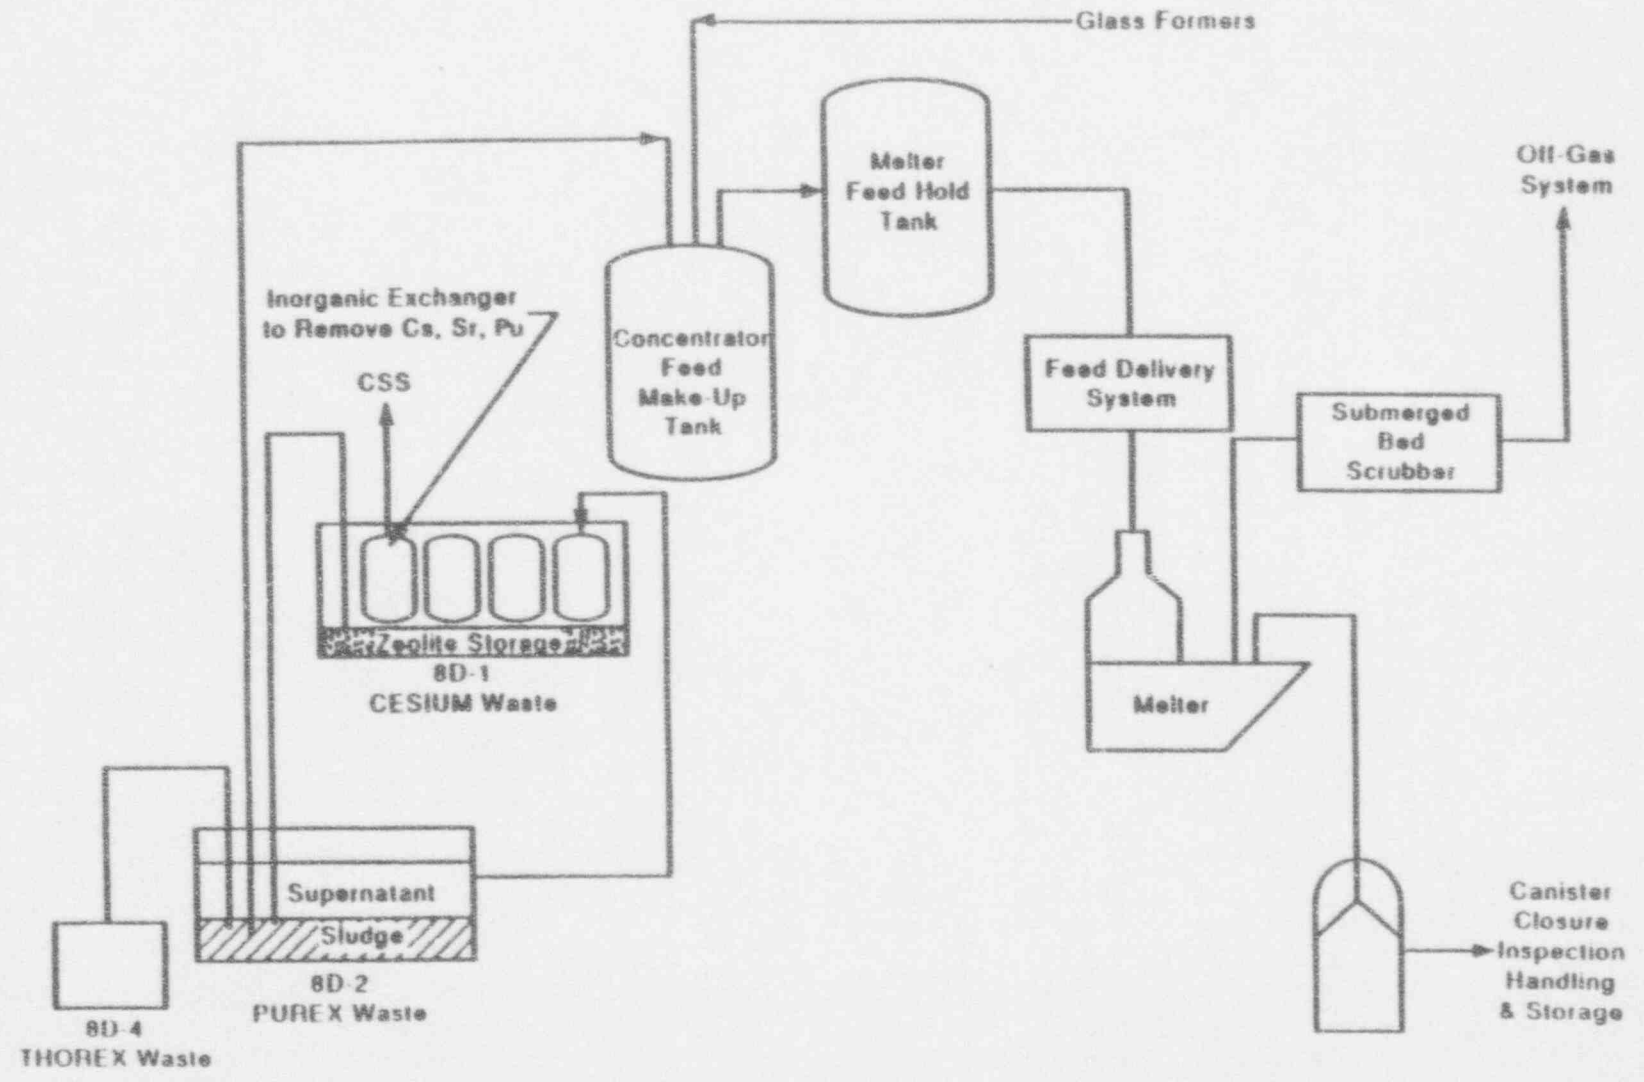 Glass Formers
Melter
Feed Hold
Tank
Off-Gas
System
Inorganic Exchanger
to Remove Cs, Sr, Pu
CSS
Concentrator
Feed
Make-Up
Tank
Feed Delivery
System
Submerged
Bed
Scrubber
Zeolite Storage
8D-1
CESIUM Waste
Melter
Supernatant
Sludge
8D-2
PUREX Waste
8D-4
THOREX Waste
Canister
Closure
Inspection
Handling
& Storage